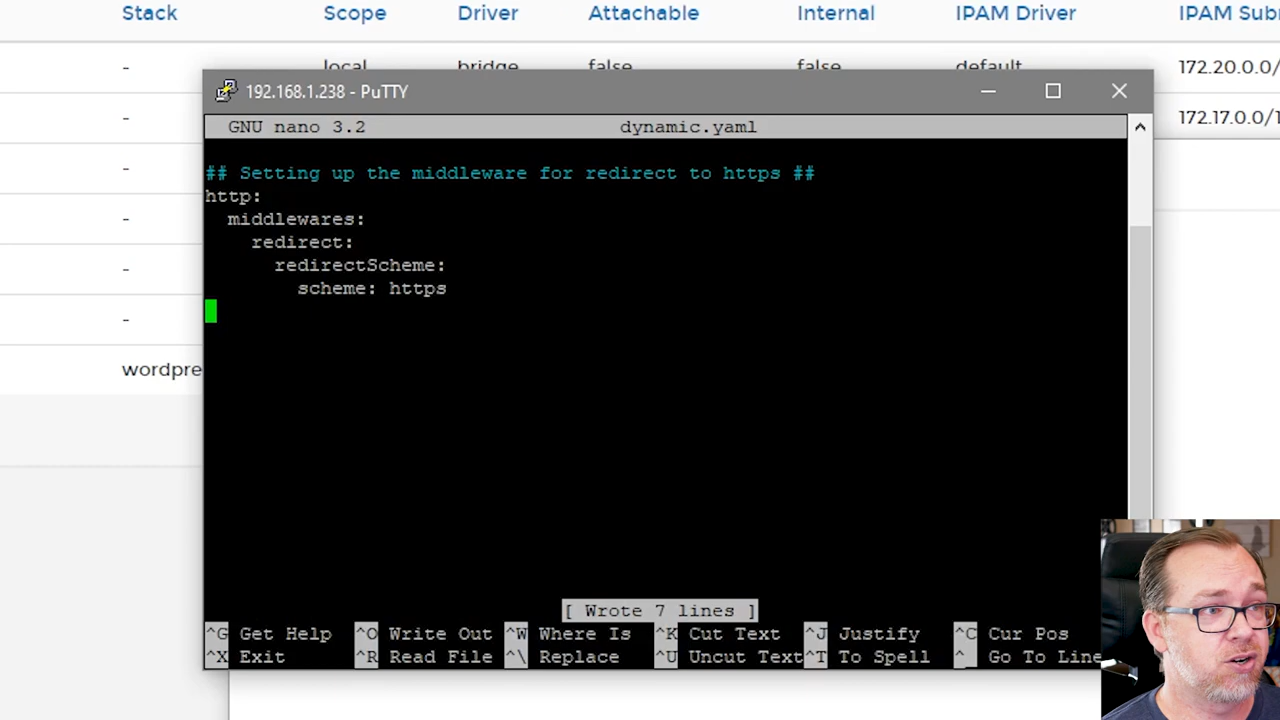 Stack Scope Driver Attachable Internal IPAM Driver IPAM Sub
- local bridge false false default 172.20.0.0/
192.168.1.238 - PuTTY
- 172.17.0.0/1
GNU nano 3.2 dynamic.yaml
-
## Setting up the middleware for redirect to https ##
http:
- middlewares:
redirect:
- redirectScheme:
scheme: https
-
wordpre
[ Wrote 7 lines ]
^G Get Help ^O Write Out ^W Where Is ^K Cut Text ^J Justify ^C Cur Pos
^X Exit ^R Read File ^\ Replace ^U Uncut Text ^T To Spell ^_ Go To Line